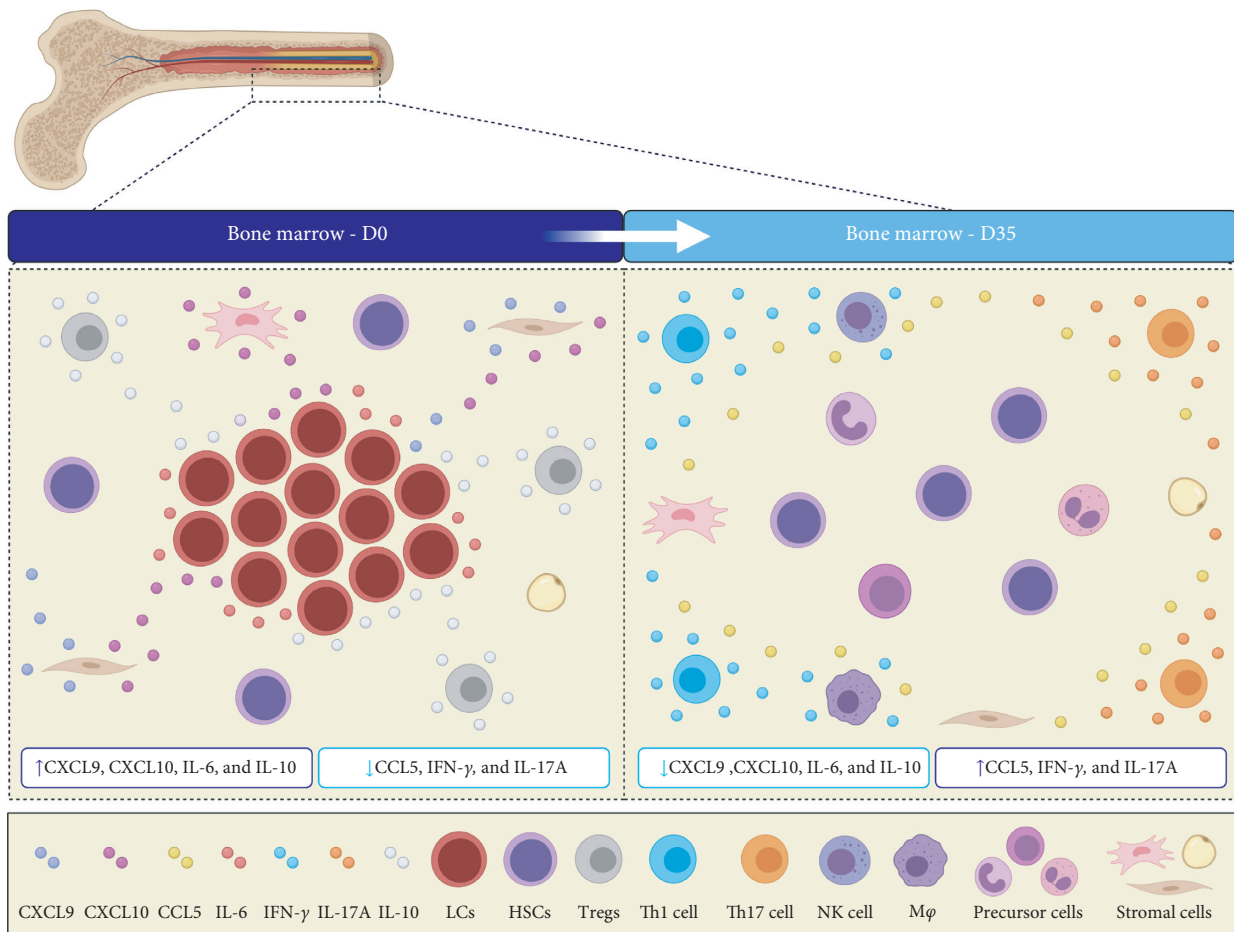 Bone marrow - D0
Bone marrow - D35
↑CXCL9, CXCL10, IL-6, and IL-10
↓CCL5, IFN-γ, and IL-17A
↓CXCL9 ,CXCL10, IL-6, and IL-10
↑CCL5, IFN-γ, and IL-17A
CXCL9 CXCL10 CCL5 IL-6 IFN-γ IL-17A IL-10 LCs HSCs Tregs Th1 cell Th17 cell NK cell Mφ Precursor cells Stromal cells